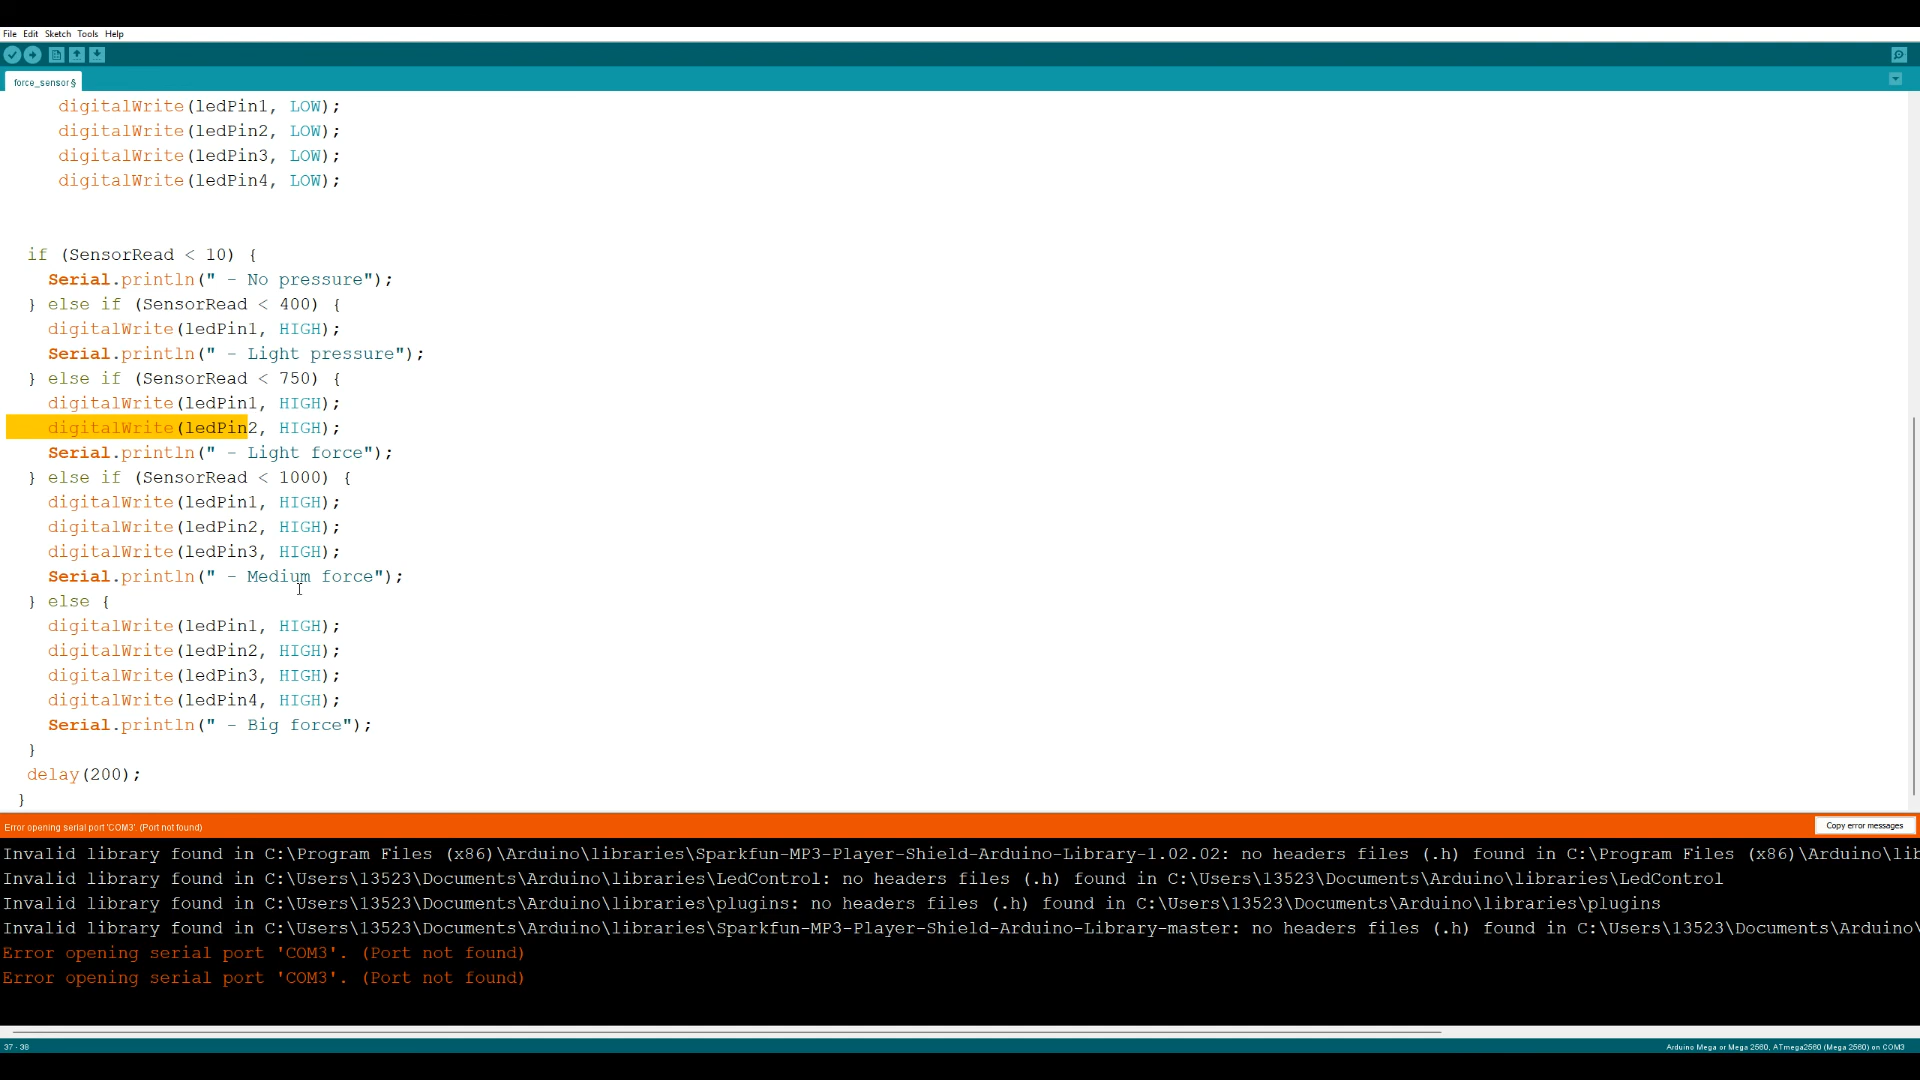 File Edit Sketch Tools Help
force_sensor §
digitalWrite(ledPin1, LOW);
digitalWrite(ledPin2, LOW);
digitalWrite(ledPin3, LOW);
digitalWrite(ledPin4, LOW);
if (SensorRead < 10) {
Serial.println(" - No pressure");
} else if (SensorRead < 400) {
digitalWrite(ledPin1, HIGH);
Serial.println(" - Light pressure");
} else if (SensorRead < 750) {
digitalWrite(ledPin1, HIGH);
digitalWrite(ledPin2, HIGH);
Serial.println(" - Light force");
} else if (SensorRead < 1000) {
digitalWrite(ledPin1, HIGH);
digitalWrite(ledPin2, HIGH);
digitalWrite(ledPin3, HIGH);
Serial.println(" - Medium force");
} else {
digitalWrite(ledPin1, HIGH);
digitalWrite(ledPin2, HIGH);
digitalWrite(ledPin3, HIGH);
digitalWrite(ledPin4, HIGH);
Serial.println(" - Big force");
}
delay(200);
}
Error opening serial port 'COM3'. (Port not found) Copy error messages
Invalid library found in C:\Program Files (x86)\Arduino\libraries\Sparkfun-MP3-Player-Shield-Arduino-Library-1.02.02: no headers files (.h) found in C:\Program Files (x86)\Arduino\lib
Invalid library found in C:\Users\13523\Documents\Arduino\libraries\LedControl: no headers files (.h) found in C:\Users\13523\Documents\Arduino\libraries\LedControl
Invalid library found in C:\Users\13523\Documents\Arduino\libraries\plugins: no headers files (.h) found in C:\Users\13523\Documents\Arduino\libraries\plugins
Invalid library found in C:\Users\13523\Documents\Arduino\libraries\Sparkfun-MP3-Player-Shield-Arduino-Library-master: no headers files (.h) found in C:\Users\13523\Documents\Arduino\
Error opening serial port 'COM3'. (Port not found)
Error opening serial port 'COM3'. (Port not found)
37 - 38 Arduino Mega or Mega 2560, ATmega2560 (Mega 2560) on COM3